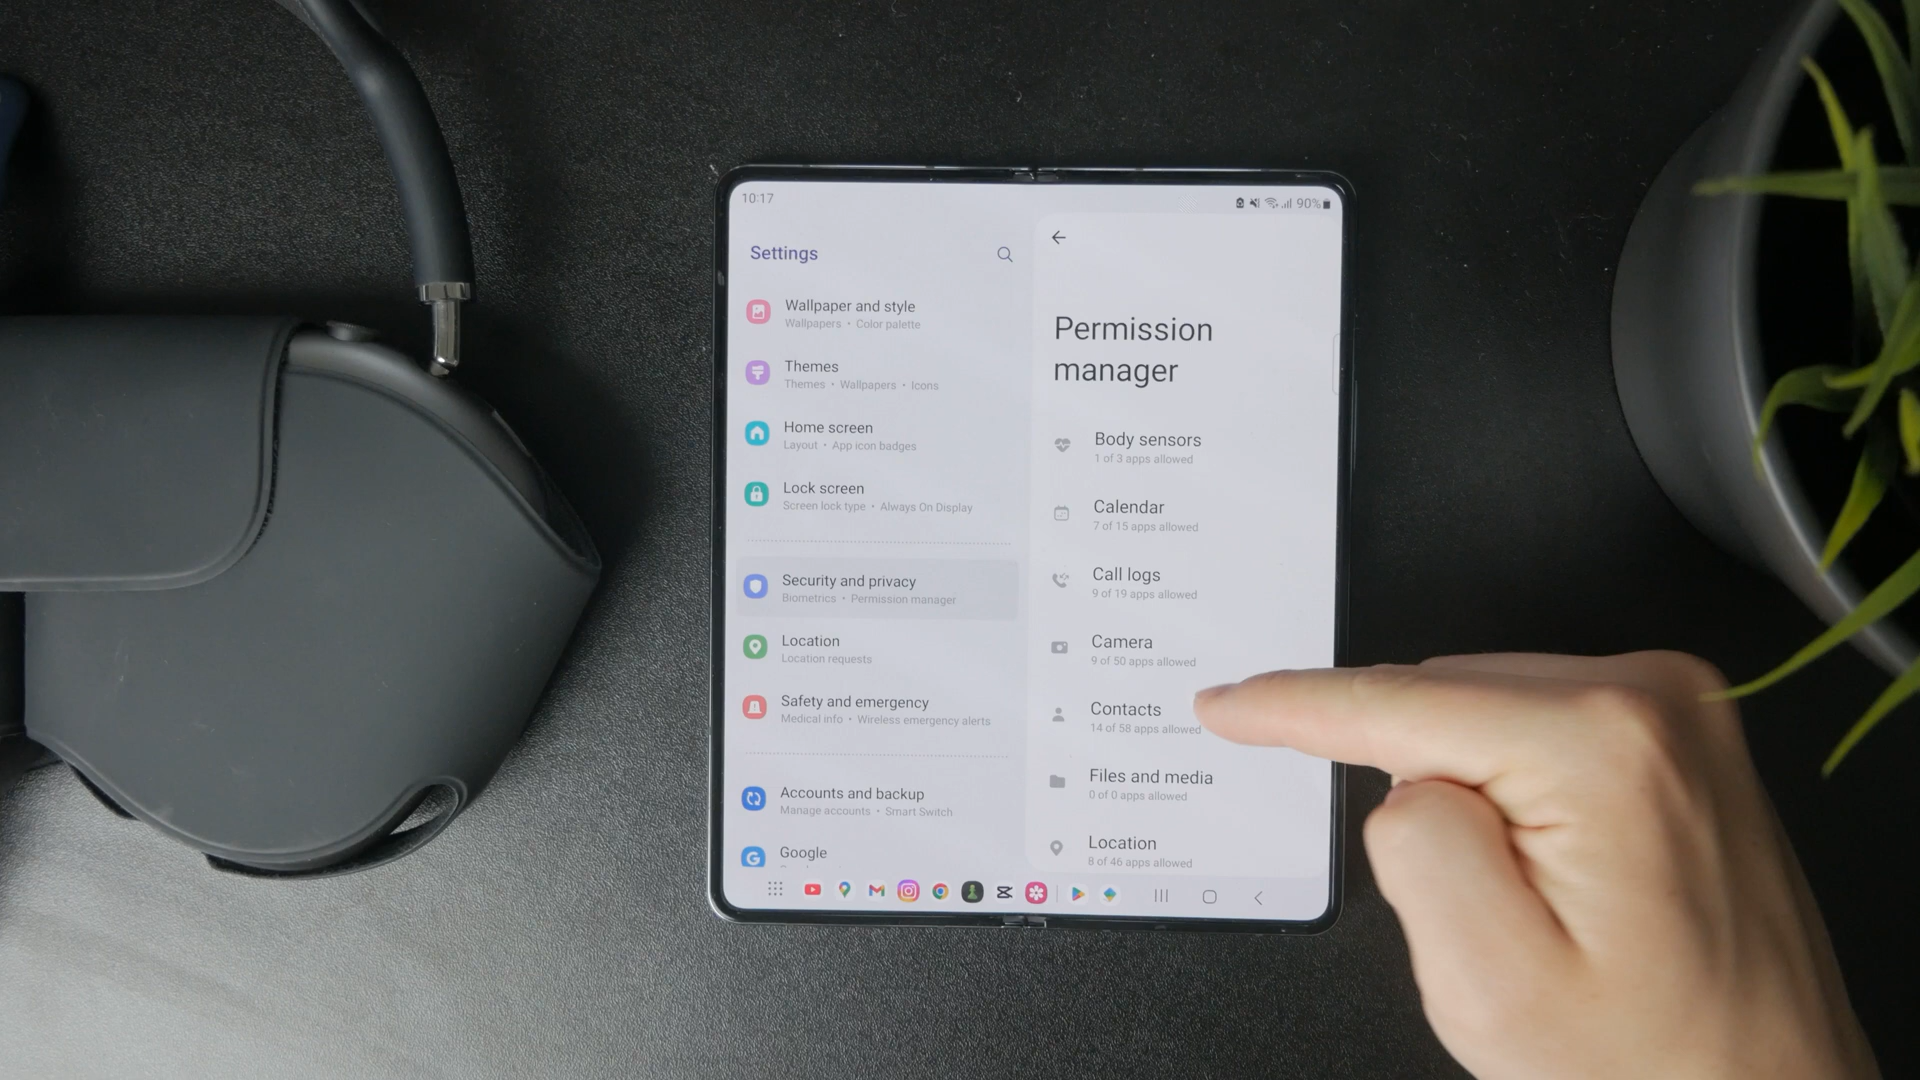 10:17
90%
Settings
Wallpaper and style
Wallpapers • Color palette
Themes
Themes • Wallpapers • Icons
Home screen
Layout • App icon badges
Lock screen
Screen lock type • Always On Display
Security and privacy
Biometrics • Permission manager
Location
Location requests
Safety and emergency
Medical info • Wireless emergency alerts
Accounts and backup
Manage accounts • Smart Switch
Google
Permission
manager
Body sensors
1 of 3 apps allowed
Calendar
7 of 15 apps allowed
Call logs
9 of 19 apps allowed
Camera
9 of 50 apps allowed
Contacts
14 of 58 apps allowed
Files and media
0 of 0 apps allowed
Location
8 of 46 apps allowed